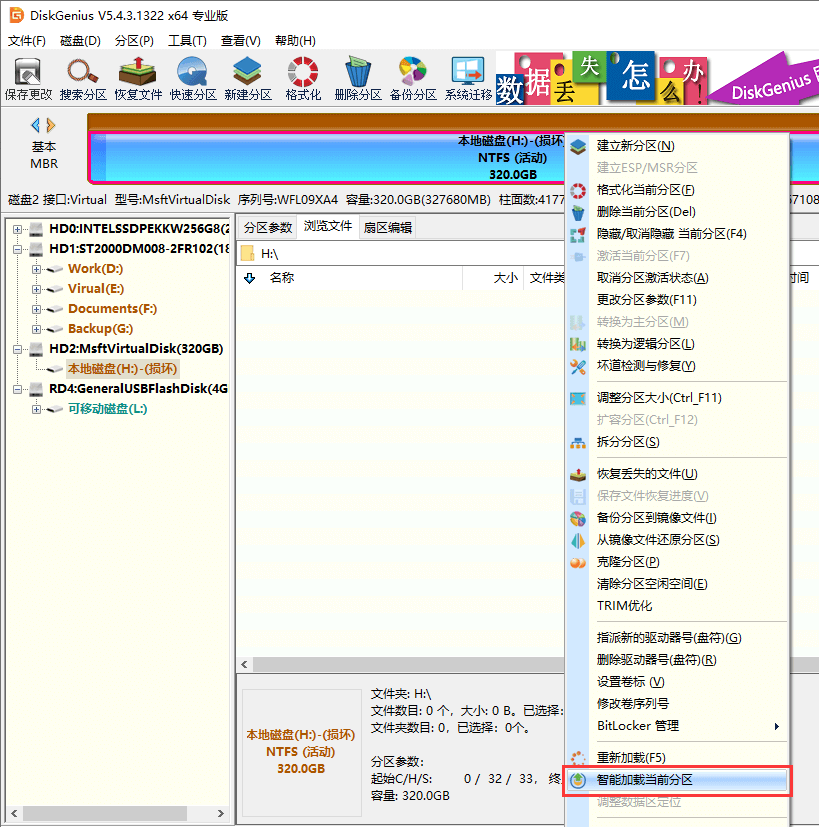 DiskGenius V5.4.3.1322 x64 专业版
文件(F) 磁盘(D) 分区(P) 工具(T) 查看(V) 帮助(H)
保存更改 搜索分区 恢复文件 快速分区 新建分区 格式化 删除分区 备份分区 系统迁移
数据丢失怎么办!
DiskGenius
基本
MBR
本地磁盘(H:)-(损坏
NTFS (活动)
320.0GB
磁盘2 接口:Virtual 型号:MsftVirtualDisk 序列号:WFL09XA4 容量:320.0GB(327680MB) 柱面数:4177
57108
HD0:INTELSSDPEKKW256G8(2
HD1:ST2000DM008-2FR102(18
Work(D:)
Virual(E:)
Documents(F:)
Backup(G:)
HD2:MsftVirtualDisk(320GB)
本地磁盘(H:)-(损坏)
RD4:GeneralUSBFlashDisk(4G
可移动磁盘(L:)
分区参数 浏览文件 扇区编辑
H:\
名称 大小 文件类 时间
文件夹: H:\
文件数目: 0 个，大小: 0 B。已选择:
文件夹数目: 0，已选择: 0个。
分区参数:
起始C/H/S: 0 / 32 / 33， 终
容量: 320.0GB
本地磁盘(H:)-(损坏)
NTFS (活动)
320.0GB
建立新分区(N)
建立ESP/MSR分区
格式化当前分区(F)
删除当前分区(Del)
隐藏/取消隐藏 当前分区(F4)
激活当前分区(F7)
取消分区激活状态(A)
更改分区参数(F11)
转换为主分区(M)
转换为逻辑分区(L)
坏道检测与修复(Y)
调整分区大小(Ctrl_F11)
扩容分区(Ctrl_F12)
拆分分区(S)
恢复丢失的文件(U)
保存文件恢复进度(V)
备份分区到镜像文件(I)
从镜像文件还原分区(S)
克隆分区(P)
清除分区空闲空间(E)
TRIM优化
指派新的驱动器号(盘符)(G)
删除驱动器号(盘符)(R)
设置卷标 (V)
修改卷序列号
BitLocker 管理
重新加载(F5)
智能加载当前分区
调整数据区定位